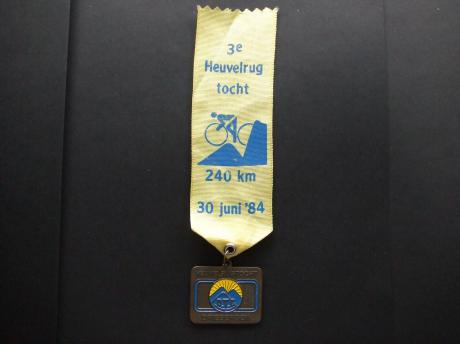 3e
Heuvelrug
tocht
240 km
30 juni '84